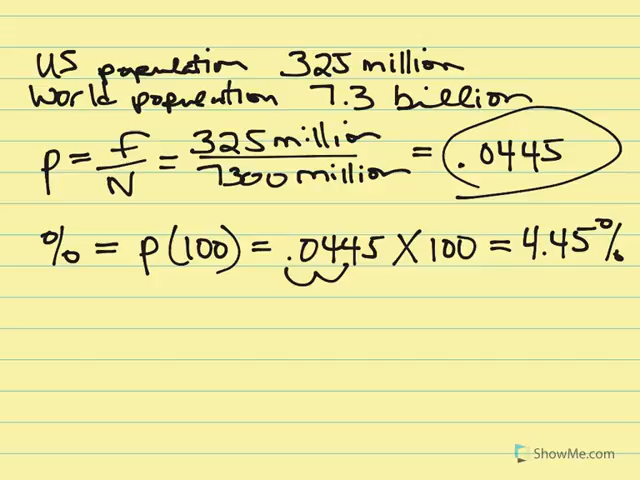 US population 325 million
World population 7.3 billion
p = f/N = 325 million/7300 million = .0445
% = p(100) = .0445 X 100 = 4.45%
ShowMe.com